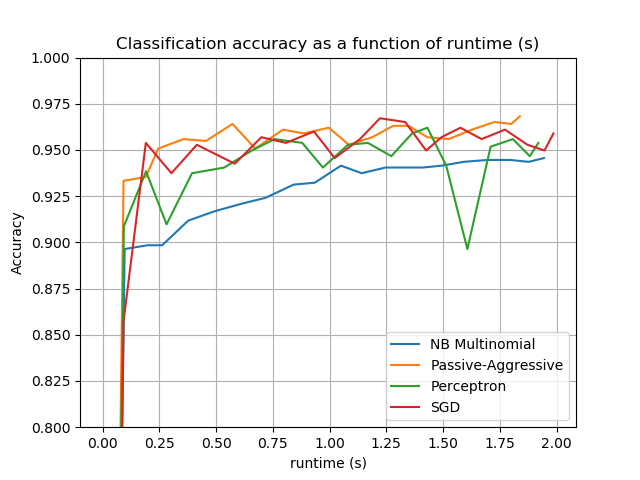 Classification accuracy as a function of runtime (s)
1.000
0.975
0.950
0.925
0.900
0.875
0.850
0.825
0.800
Accuracy
NB Multinomial
Passive-Aggressive
Perceptron
SGD
0.00 0.25 0.50 0.75 1.00 1.25 1.50 1.75 2.00
runtime (s)